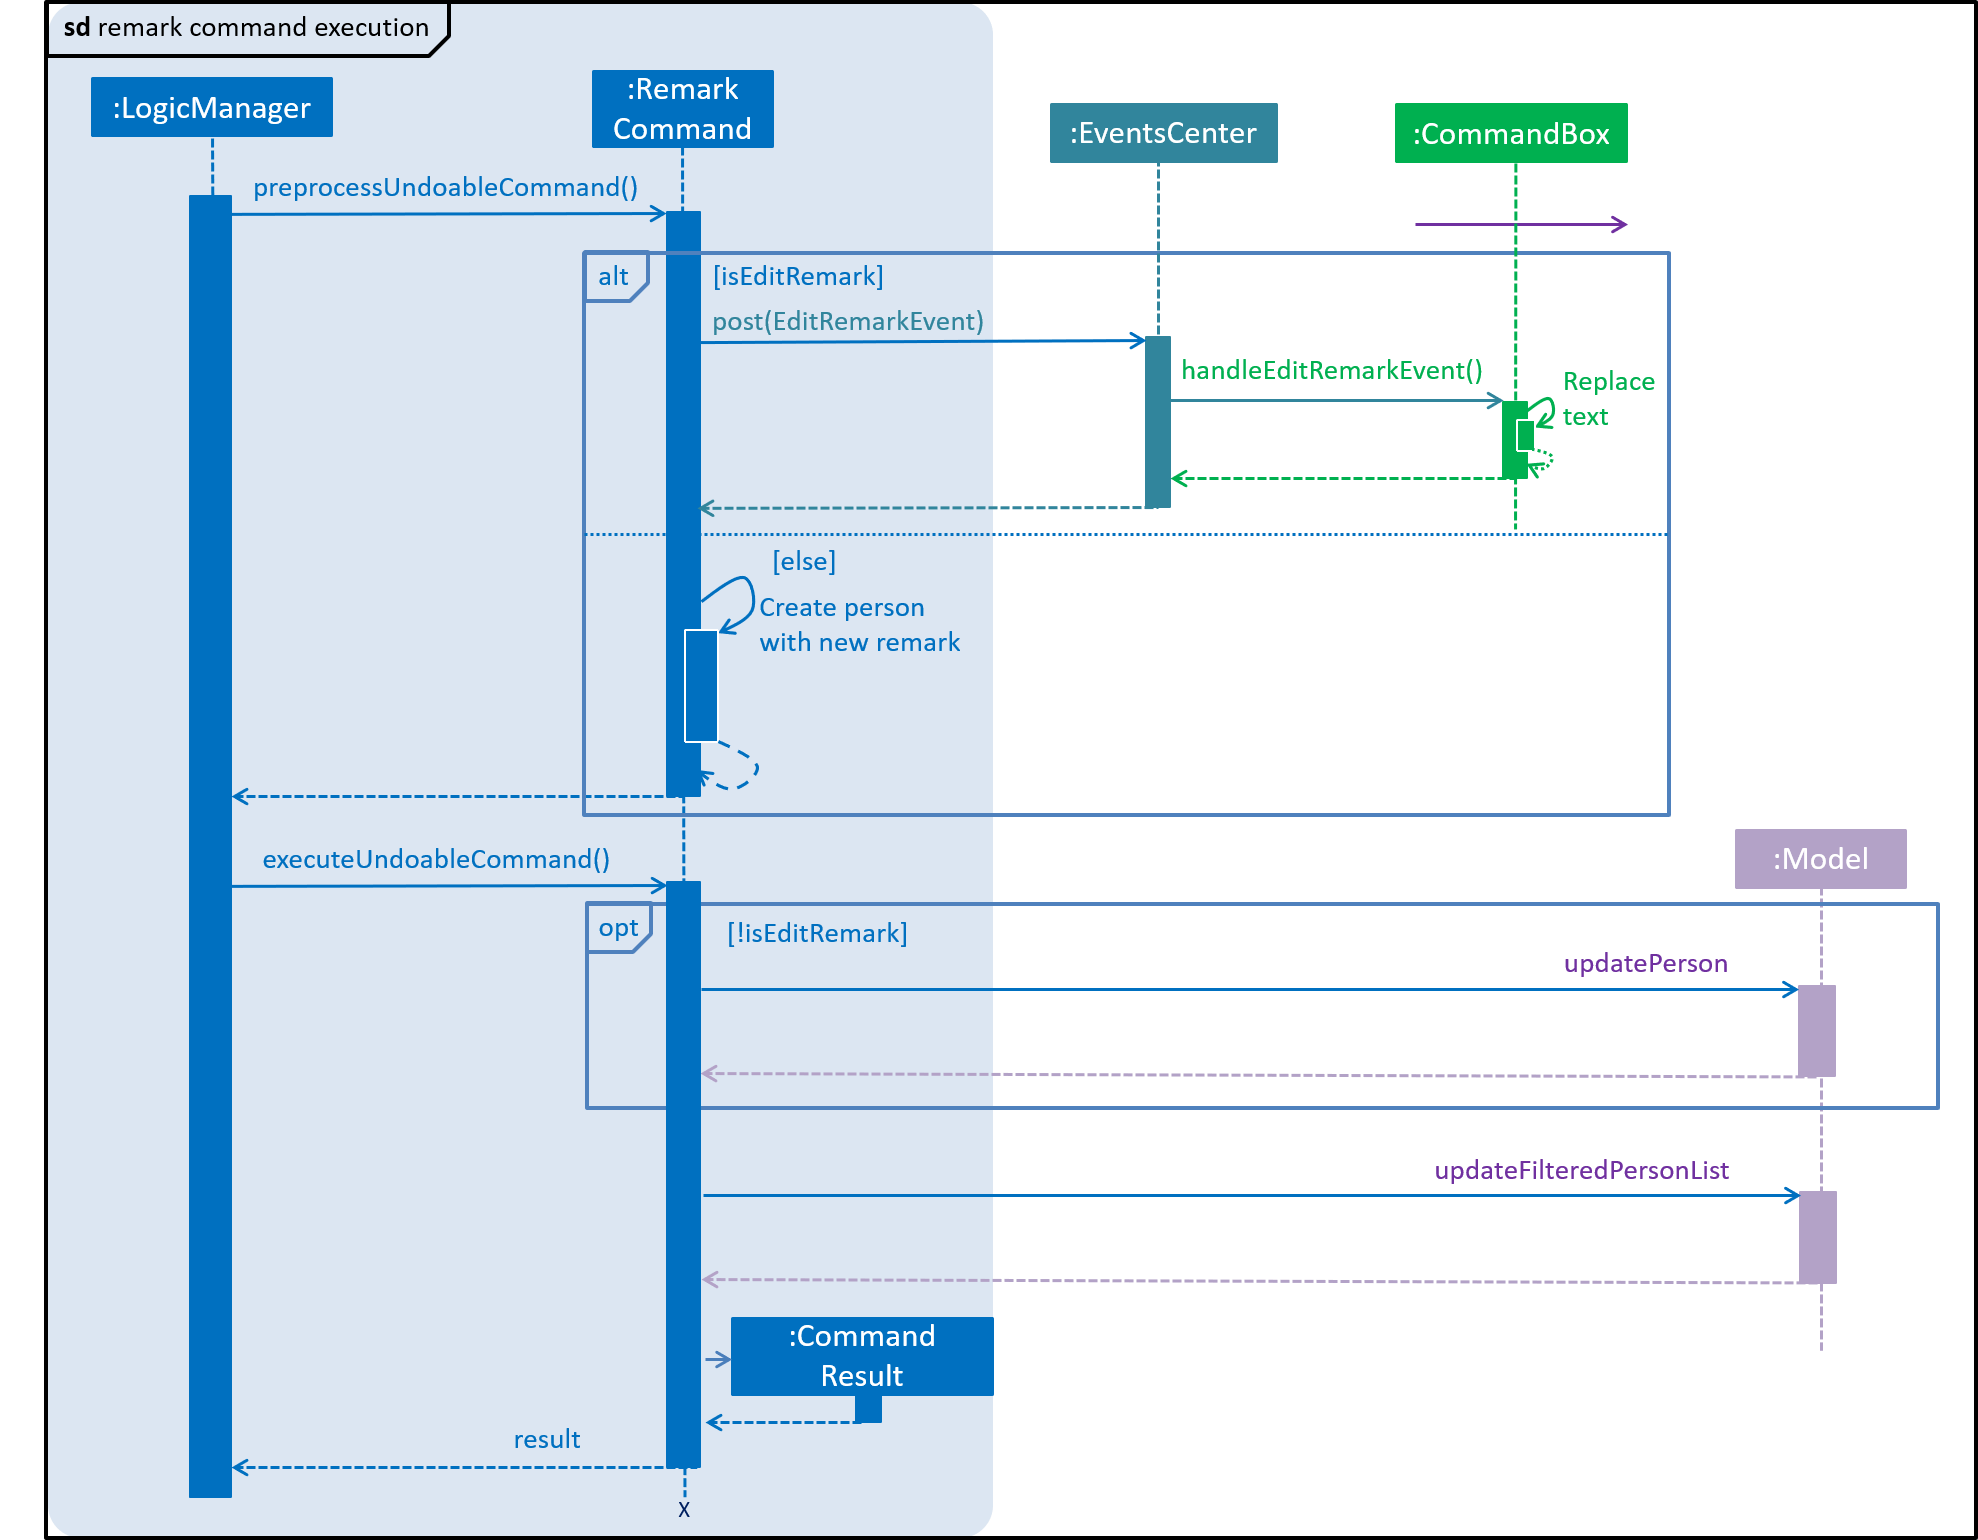 sd remark command execution
:LogicManager
:Remark
Command
:EventsCenter
:CommandBox
preprocessUndoableCommand()
alt
[isEditRemark]
post(EditRemarkEvent)
handleEditRemarkEvent()
Replace
text
[else]
Create person
with new remark
executeUndoableCommand()
:Model
opt
[!isEditRemark]
updatePerson
updateFilteredPersonList
:Command
Result
result
X